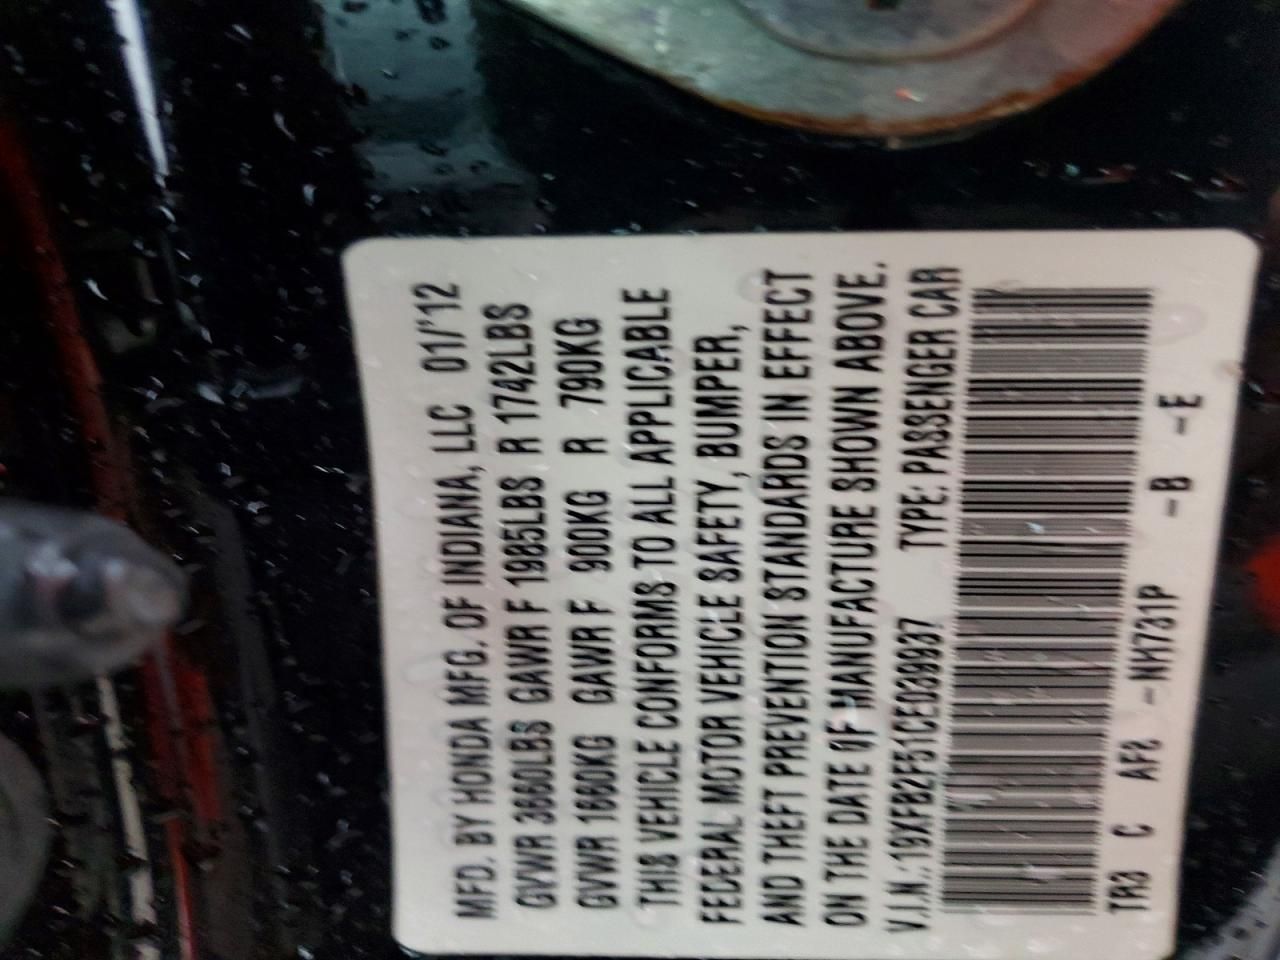 MFD. BY HONDA MFG. OF INDIANA, LLC 01/'12
GVWR 3660LBS GAWR F 1985LBS R 1742LBS
GVWR 1660KG GAWR F 900KG R 790KG
THIS VEHICLE CONFORMS TO ALL APPLICABLE
FEDERAL MOTOR VEHICLE SAFETY, BUMPER,
AND THEFT PREVENTION STANDARDS IN EFFECT
ON THE DATE OF MANUFACTURE SHOWN ABOVE.
V.I.N.: 19XFB2F51CE039937 TYPE: PASSENGER CAR
TR3 C -NH731P -B -E